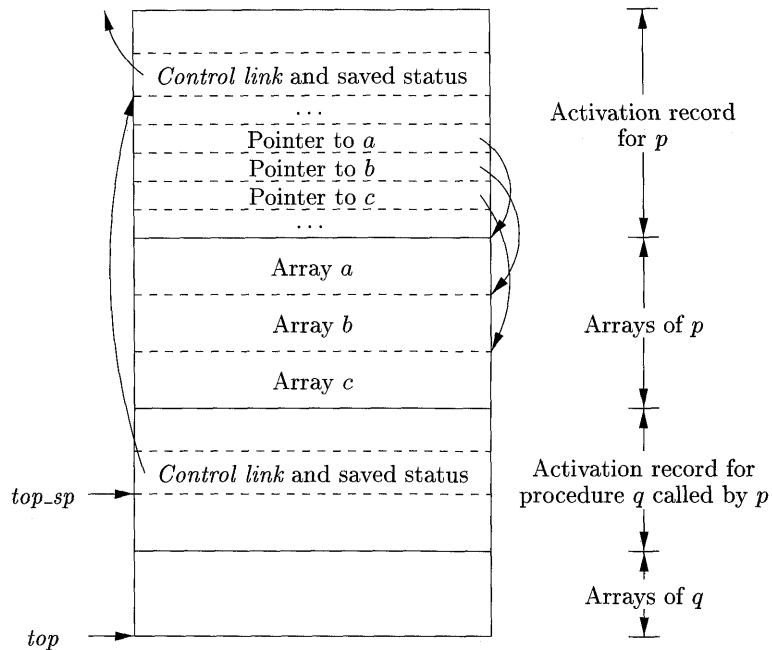 Control link and saved status
...
Pointer to a
Pointer to b
Pointer to c
...
Array a
Array b
Array c
Control link and saved status
top_sp
top
Activation record
for p
Arrays of p
Activation record for
procedure q called by p
Arrays of q